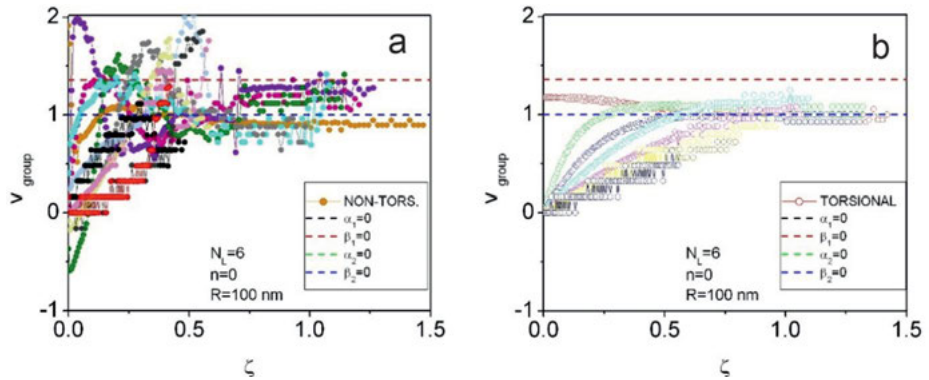 a
2
1
0
-1
V group
NON-TORS.
α₁=0
β₁=0
α₂=0
β₂=0
N_L=6
n=0
R=100 nm
0.0 0.5 1.0 1.5
ζ
b
2
1
0
-1
V group
TORSIONAL
α₁=0
β₁=0
α₂=0
β₂=0
N_L=6
n=0
R=100 nm
0.0 0.5 1.0 1.5
ζ